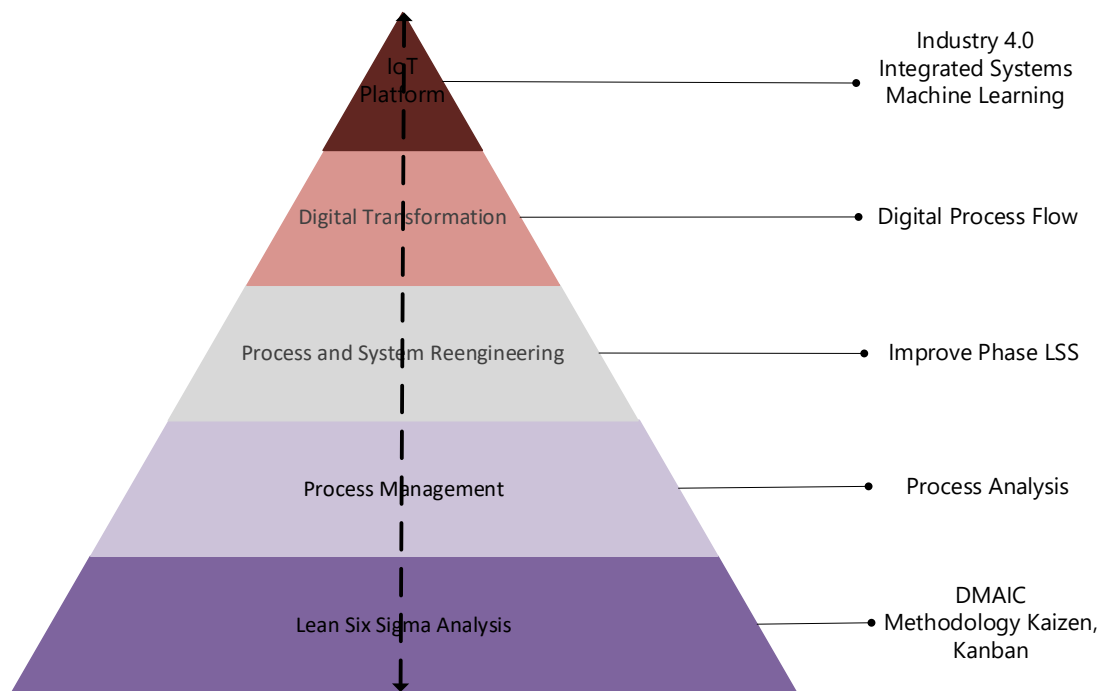 IoT
Platform
Industry 4.0
Integrated Systems
Machine Learning
Digital Transformation
Digital Process Flow
Process and System Reengineering
Improve Phase LSS
Process Management
Process Analysis
Lean Six Sigma Analysis
DMAIC
Methodology Kaizen,
Kanban